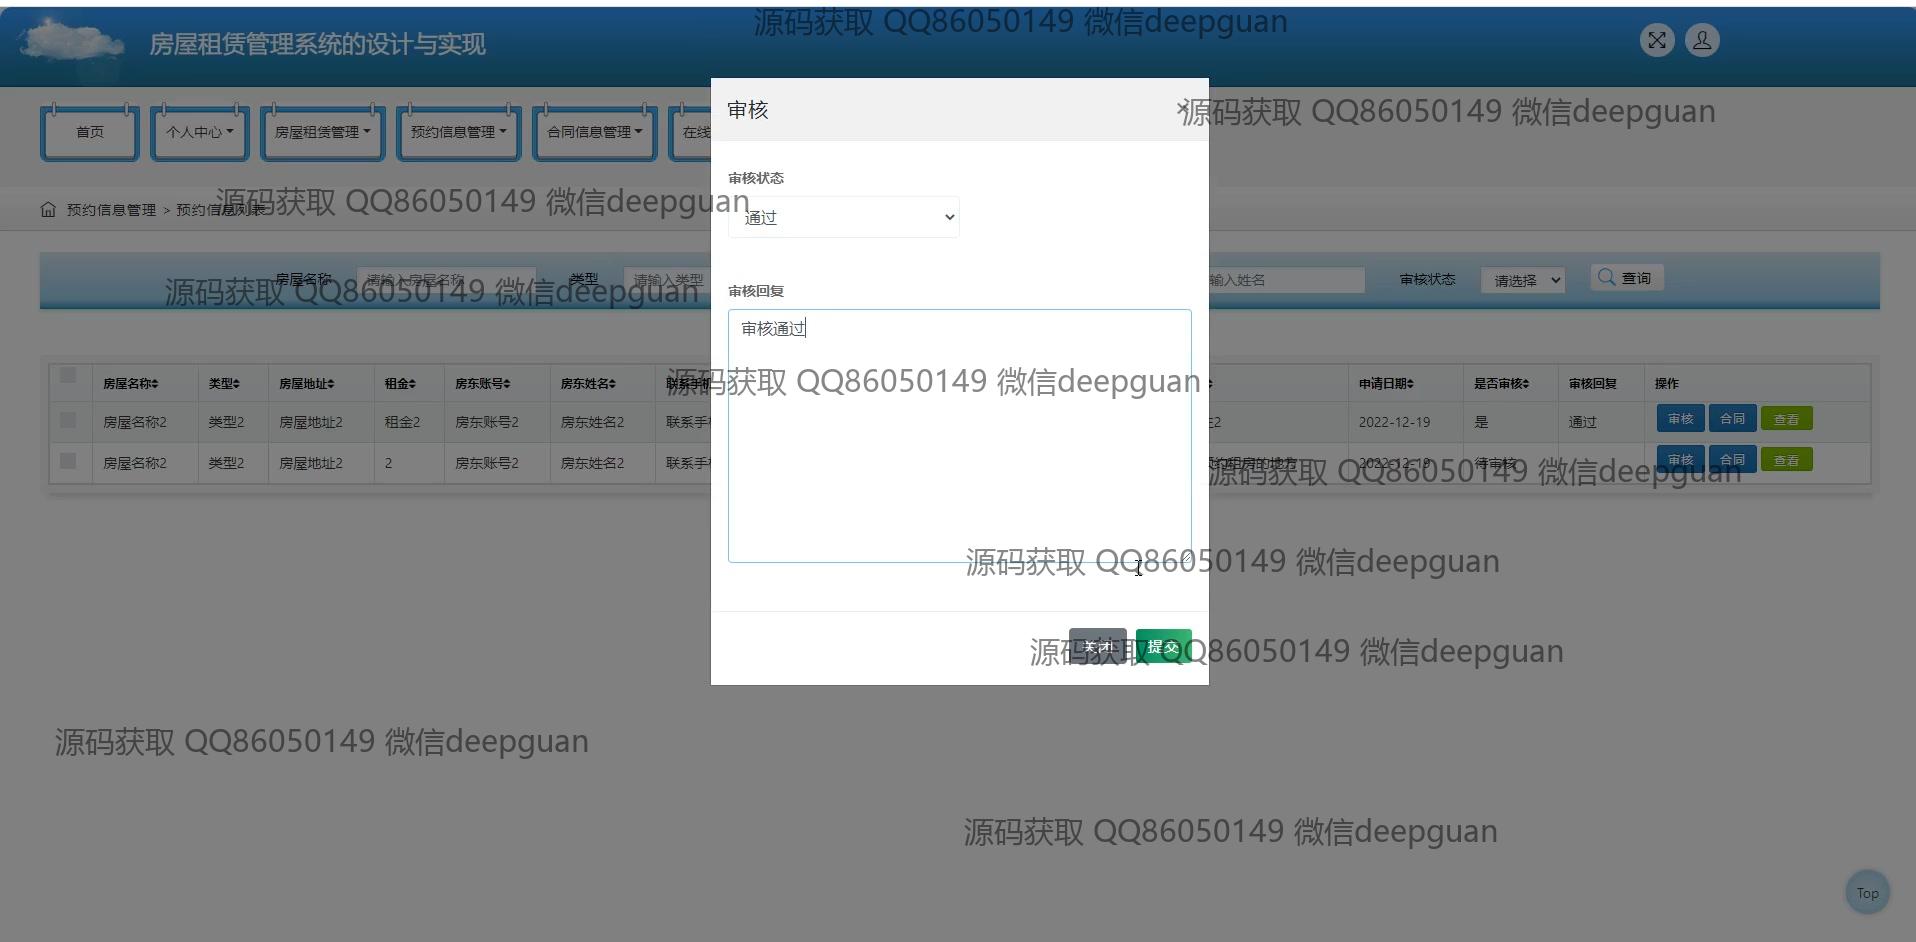 源码获取 QQ86050149 微信deepguan
房屋租赁管理系统的设计与实现
审核
源码获取 QQ86050149 微信deepguan
首页
个人中心
房屋租赁管理
预约信息管理
合同信息管理
在线
审核状态
源码获取 QQ86050149 微信deepguan
预约信息管理 > 预约信息列表
通过
房屋名称 请输入房屋名称 类型 请输入类型 输入姓名 审核状态 请选择 查询
源码获取 QQ86050149 微信deepguan
审核回复
审核通过
房屋名称 类型 房屋地址 租金 房东账号 房东姓名 联系手机 申请日期 是否审核 审核回复 操作
源码获取 QQ86050149 微信deepguan
房屋名称2 类型2 房屋地址2 租金2 房东账号2 房东姓名2 联系手 2 2022-12-19 是 通过 审核 合同 查看
房屋名称2 类型2 房屋地址2 2 房东账号2 房东姓名2 联系手 约租房的地方 2022-12-19 待审核 审核 合同 查看
源码获取 QQ86050149 微信deepguan
源码获取 QQ86050149 微信deepguan
关闭 提交
源码获取 QQ86050149 微信deepguan
源码获取 QQ86050149 微信deepguan
源码获取 QQ86050149 微信deepguan
Top